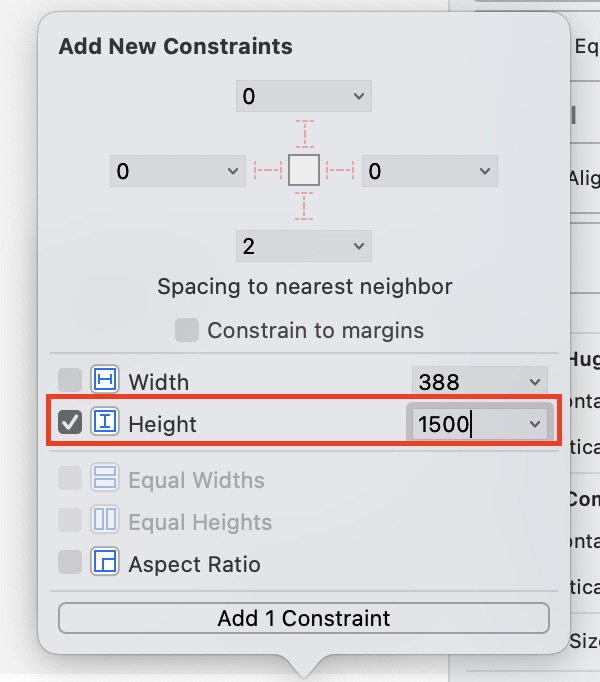 Add New Constraints
0
0
0
2
Spacing to nearest neighbor
Constrain to margins
Width 388
Height 1500
Equal Widths
Equal Heights
Aspect Ratio
Add 1 Constraint
Eq
Alig
Hug
onta
tica
Con
onta
tica
Size